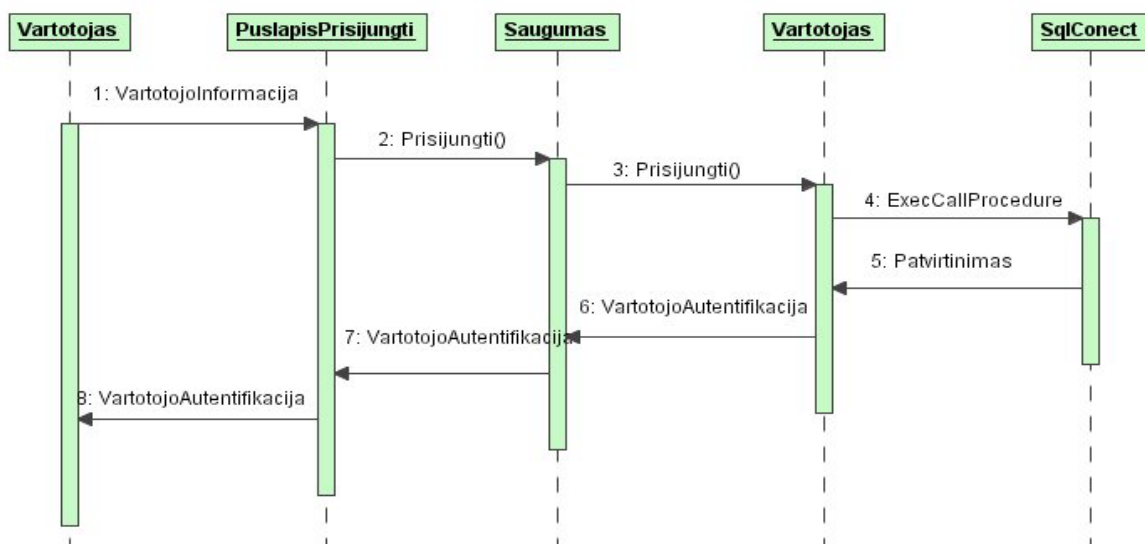 Vartotojas
PuslapisPrisijungti
Saugumas
Vartotojas
SqlConect
1: VartotojoInformacija
2: Prisijungti()
3: Prisijungti()
4: ExecCallProcedure
5: Patvirtinimas
6: VartotojoAutentifikacija
7: VartotojoAutentifikacija
8: VartotojoAutentifikacija